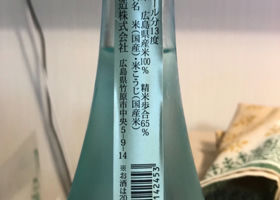 ール分13度
広島県産米100%　精米歩合65%
名　米(国産)・米こうじ(国産米)
造株式会社
広島県竹原市中央5-9-14
※お酒は20
142453